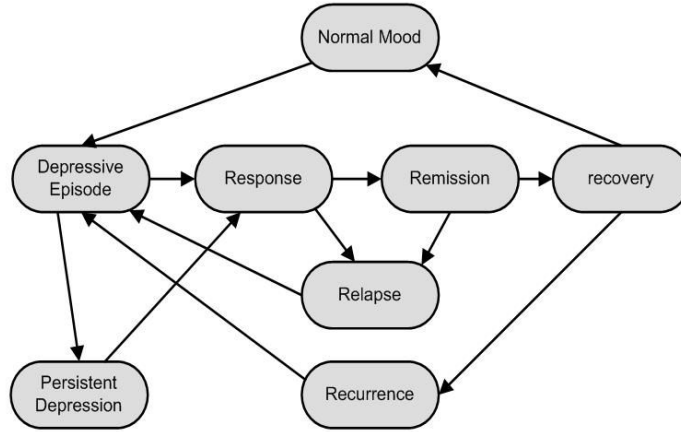 Normal Mood
Depressive
Episode
Response
Remission
recovery
Relapse
Persistent
Depression
Recurrence